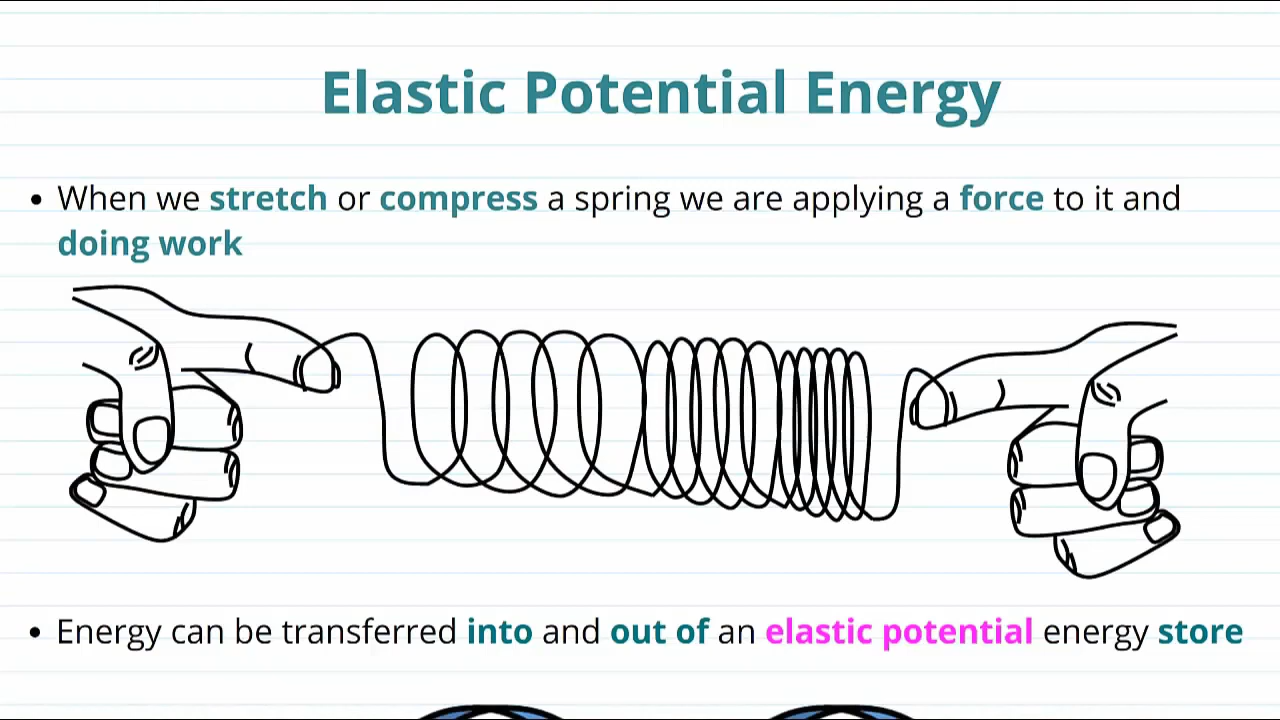 Elastic Potential Energy
• When we stretch or compress a spring we are applying a force to it and
doing work
• Energy can be transferred into and out of an elastic potential energy store